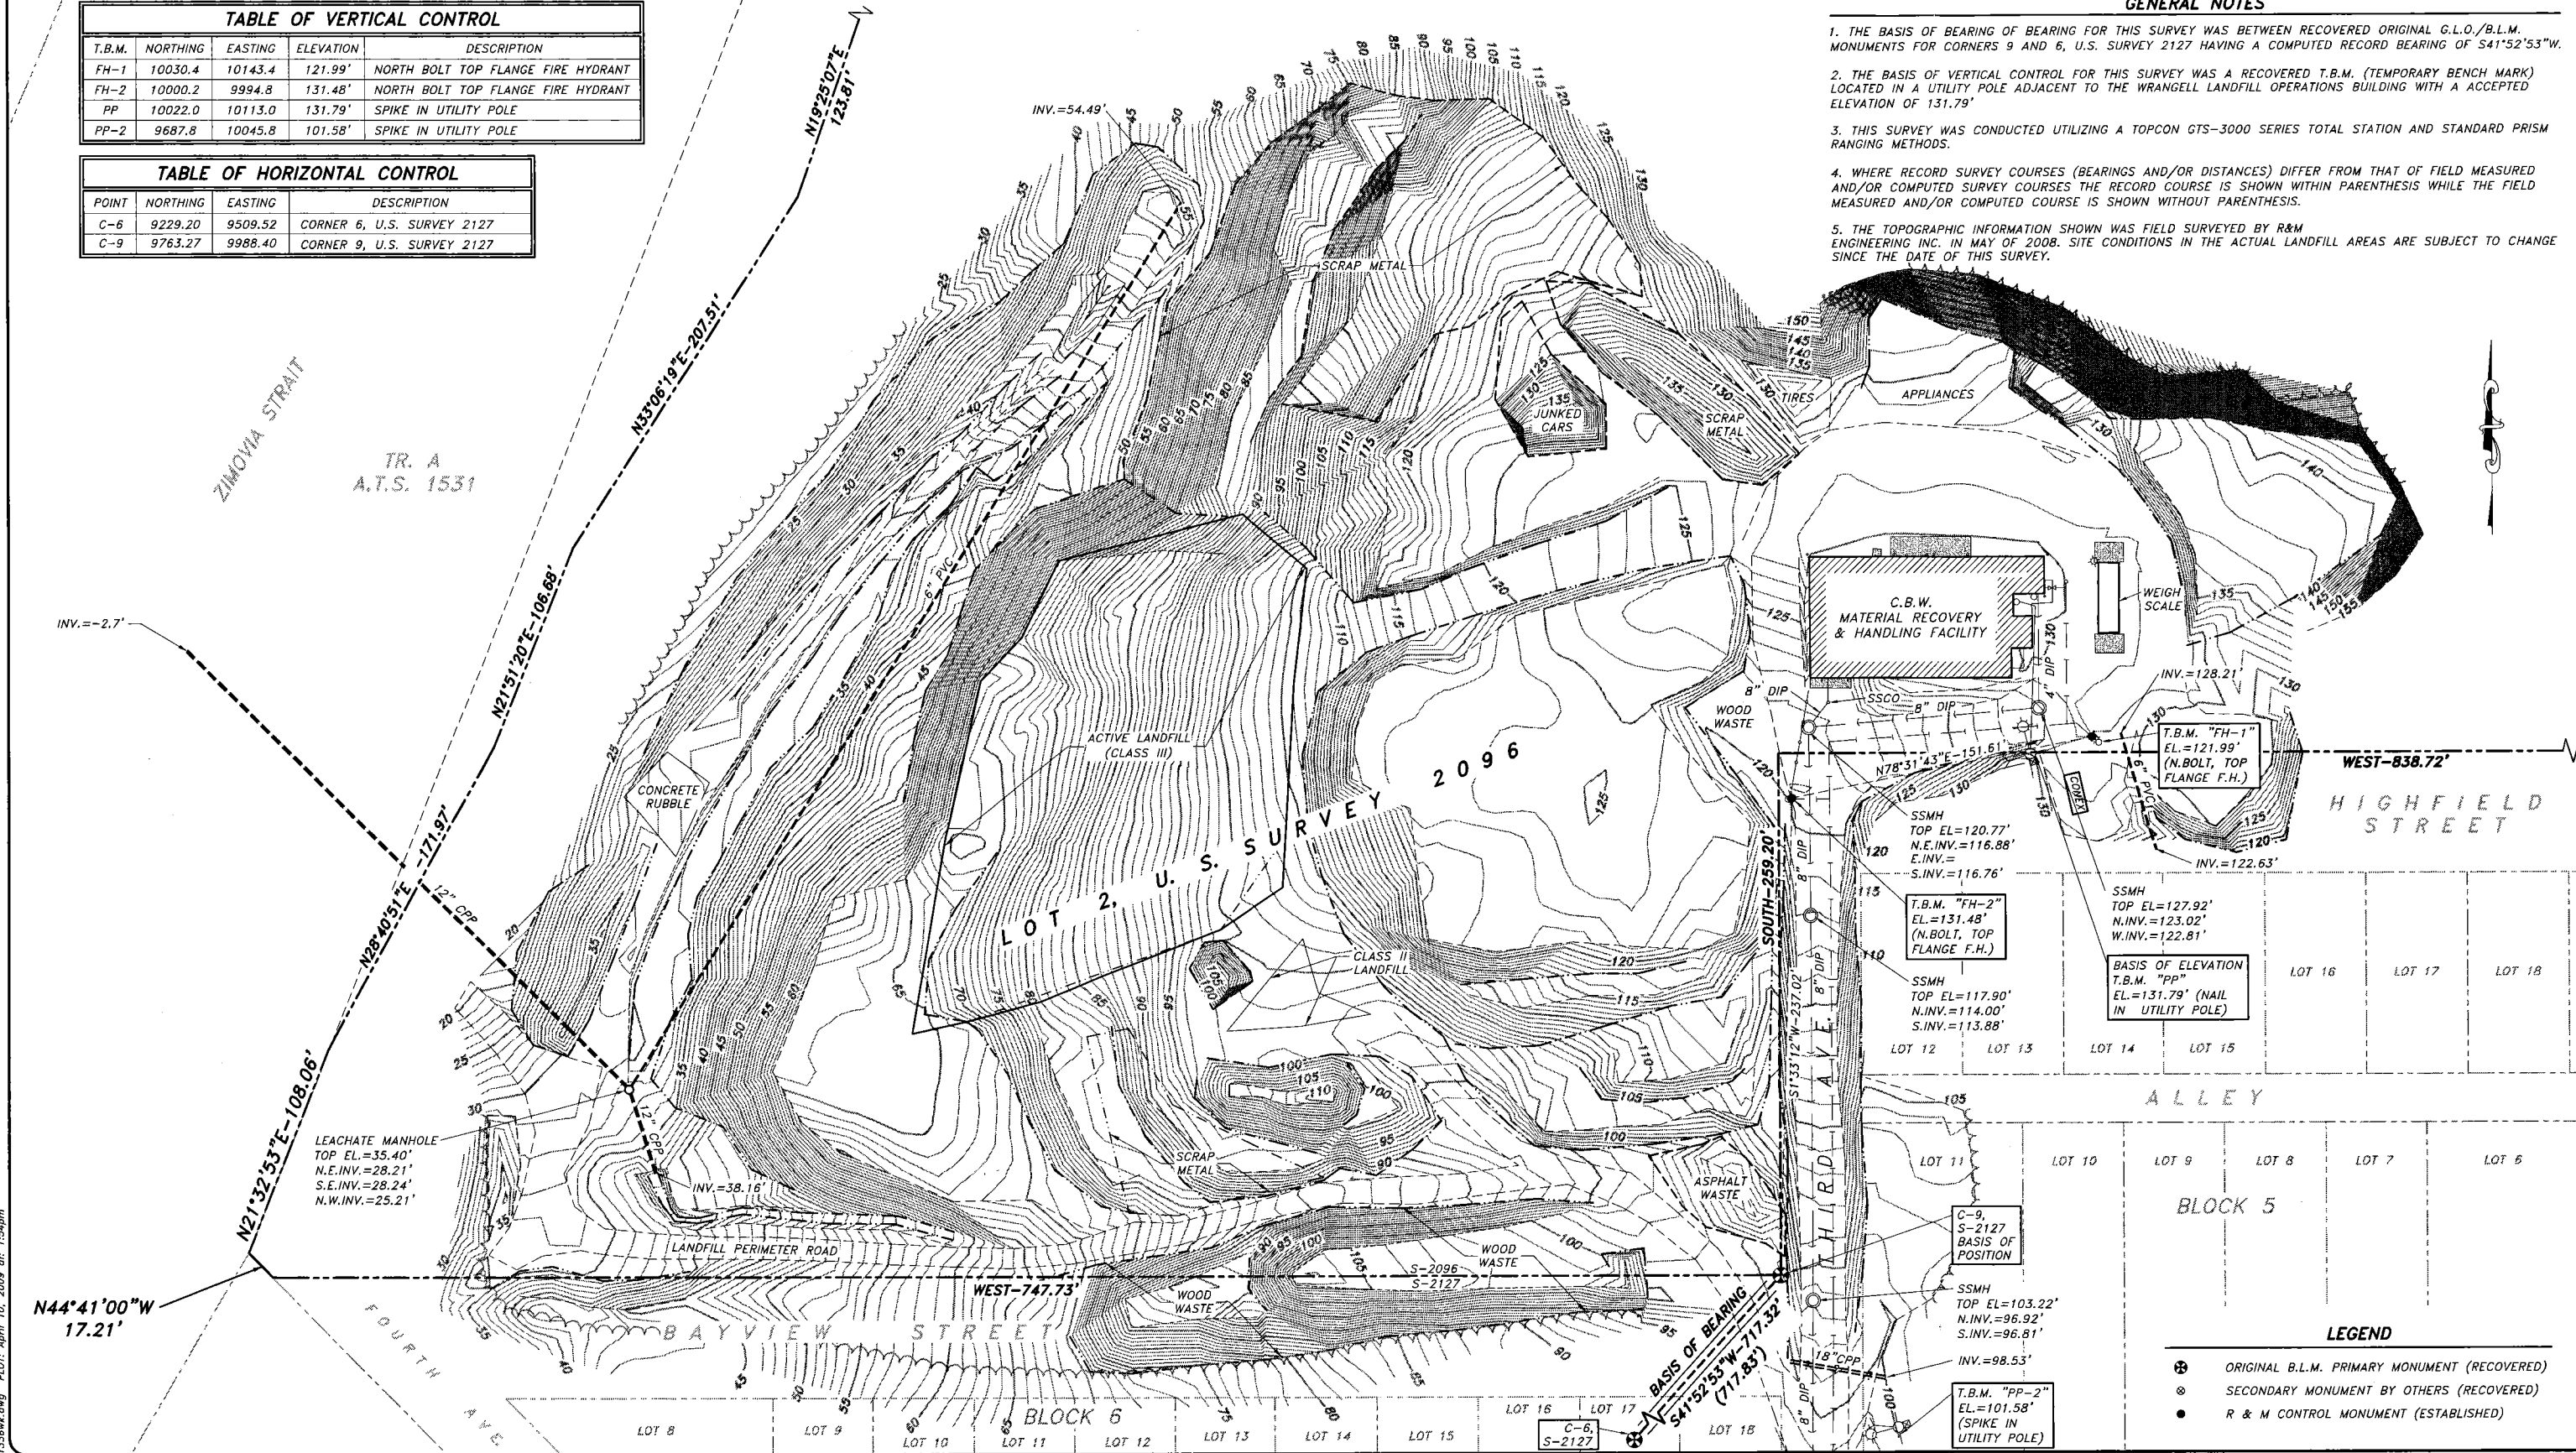 TABLE OF VERTICAL CONTROL
T.B.M. NORTHING EASTING ELEVATION DESCRIPTION
FH-1 10030.4 10143.4 121.99' NORTH BOLT TOP FLANGE FIRE HYDRANT
FH-2 10000.2 9994.8 131.48' NORTH BOLT TOP FLANGE FIRE HYDRANT
PP 10022.0 10113.0 131.79' SPIKE IN UTILITY POLE
PP-2 9687.8 10045.8 101.58' SPIKE IN UTILITY POLE
TABLE OF HORIZONTAL CONTROL
POINT NORTHING EASTING DESCRIPTION
C-6 9229.20 9509.52 CORNER 6, U.S. SURVEY 2127
C-9 9763.27 9988.40 CORNER 9, U.S. SURVEY 2127
GENERAL NOTES
1. THE BASIS OF BEARING OF BEARING FOR THIS SURVEY WAS BETWEEN RECOVERED ORIGINAL G.L.O./B.L.M.
MONUMENTS FOR CORNERS 9 AND 6, U.S. SURVEY 2127 HAVING A COMPUTED RECORD BEARING OF S41°52'53"W.
2. THE BASIS OF VERTICAL CONTROL FOR THIS SURVEY WAS A RECOVERED T.B.M. (TEMPORARY BENCH MARK)
LOCATED IN A UTILITY POLE ADJACENT TO THE WRANGELL LANDFILL OPERATIONS BUILDING WITH A ACCEPTED
ELEVATION OF 131.79'
3. THIS SURVEY WAS CONDUCTED UTILIZING A TOPCON GTS-3000 SERIES TOTAL STATION AND STANDARD PRISM
RANGING METHODS.
4. WHERE RECORD SURVEY COURSES (BEARINGS AND/OR DISTANCES) DIFFER FROM THAT OF FIELD MEASURED
AND/OR COMPUTED SURVEY COURSES THE RECORD COURSE IS SHOWN WITHIN PARENTHESIS WHILE THE FIELD
MEASURED AND/OR COMPUTED COURSE IS SHOWN WITHOUT PARENTHESIS.
5. THE TOPOGRAPHIC INFORMATION SHOWN WAS FIELD SURVEYED BY R&M
ENGINEERING INC. IN MAY OF 2008. SITE CONDITIONS IN THE ACTUAL LANDFILL AREAS ARE SUBJECT TO CHANGE
SINCE THE DATE OF THIS SURVEY.
N19°25'07"E
123.81'
INV.=54.49'
SCRAP METAL
N33°06'19"E-207.51'
ZIMOVIA STRAIT
TR. A
A.T.S. 1531
135
JUNKED
CARS
SCRAP
METAL
TIRES
APPLIANCES
INV.=-2.7'
N21°51'20"E-106.68'
6" PVC
C.B.W.
MATERIAL RECOVERY
& HANDLING FACILITY
WEIGH
SCALE
4" DIP
INV.=128.21'
8" DIP
SSCO
8" DIP
WOOD
WASTE
ACTIVE LANDFILL
(CLASS III)
LOT 2, U. S. SURVEY 2096
T.B.M. "FH-1"
EL.=121.99'
(N.BOLT, TOP
FLANGE F.H.)
WEST-838.72'
N78°31'43"E-151.61'
CONEX
6" PVC
HIGHFIELD
STREET
CONCRETE
RUBBLE
INV.=122.63'
SSMH
TOP EL=120.77'
N.E.INV.=116.88'
E.INV.=
S.INV.=116.76'
SOUTH-259.20'
8" DIP
N28°40'51"E -171.97'
12" CPP
T.B.M. "FH-2"
EL.=131.48'
(N.BOLT, TOP
FLANGE F.H.)
SSMH
TOP EL=127.92'
N.INV.=123.02'
W.INV.=122.81'
CLASS II
LANDFILL
SSMH
TOP EL=117.90'
N.INV.=114.00'
S.INV.=113.88'
BASIS OF ELEVATION
T.B.M. "PP"
EL.=131.79' (NAIL
IN UTILITY POLE)
LOT 16 LOT 17 LOT 18
8" DIP
S1°33'12"W-237.02
THIRD AVE.
LOT 12 LOT 13 LOT 14 LOT 15
ALLEY
N21°32'53"E-108.06'
LEACHATE MANHOLE
TOP EL.=35.40'
N.E.INV.=28.21'
S.E.INV.=28.24'
N.W.INV.=25.21'
12" CPP
INV.=38.16'
SCRAP
METAL
ASPHALT
WASTE
LOT 11 LOT 10 LOT 9 LOT 8 LOT 7 LOT 6
BLOCK 5
C-9,
S-2127
BASIS OF
POSITION
LANDFILL PERIMETER ROAD
WOOD
WASTE
S-2096
S-2127
WEST-747.73'
WOOD
WASTE
N44°41'00"W
17.21'
FOURTH AVE
BAYVIEW STREET
BASIS OF BEARING
S41°52'53"W-717.32'
(717.83')
SSMH
TOP EL=103.22'
N.INV.=96.92'
S.INV.=96.81'
18"CPP
INV.=98.53'
8" DIP
T.B.M. "PP-2"
EL.=101.58'
(SPIKE IN
UTILITY POLE)
BLOCK 6
LOT 8 LOT 9 LOT 10 LOT 11 LOT 12 LOT 13 LOT 14 LOT 15 LOT 16 LOT 17 LOT 18
C-6,
S-2127
LEGEND
ORIGINAL B.L.M. PRIMARY MONUMENT (RECOVERED)
SECONDARY MONUMENT BY OTHERS (RECOVERED)
R & M CONTROL MONUMENT (ESTABLISHED)